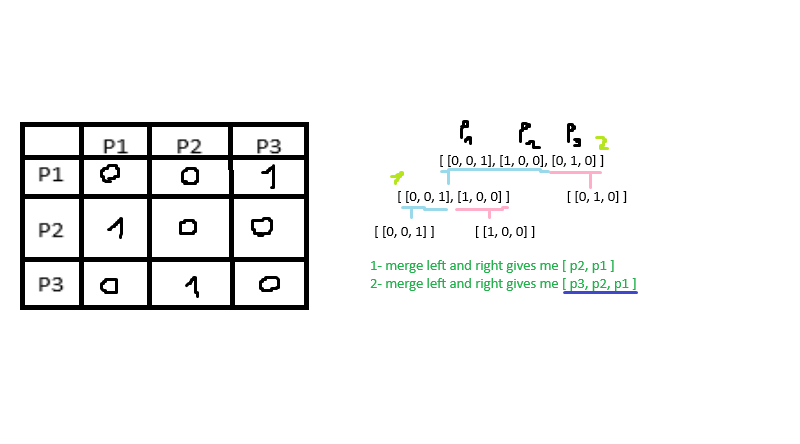 P1 P2 P3
P1 0 0 1
P2 1 0 0
P3 0 1 0
P1 P2 P3 2
[ [0, 0, 1], [1, 0, 0], [0, 1, 0] ]
1
[ [0, 0, 1], [1, 0, 0] ] [ [0, 1, 0] ]
[ [0, 0, 1] ] [ [1, 0, 0] ]
1- merge left and right gives me [ p2, p1 ]
2- merge left and right gives me [ p3, p2, p1 ]